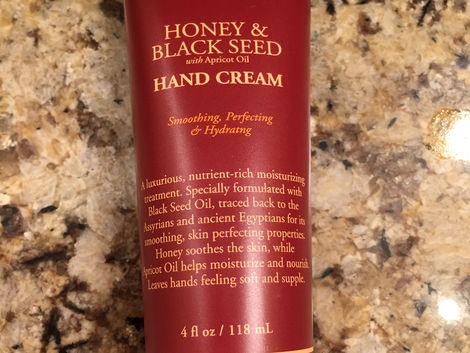 HONEY &
BLACK SEED
with Apricot Oil
HAND CREAM
Smoothing, Perfecting
& Hydratng
A luxurious, nutrient-rich moisturizing
treatment. Specially formulated with
Black Seed Oil, traced back to the
Assyrians and ancient Egyptians for its
smoothing, skin perfecting properties.
Honey soothes the skin, while
Apricot Oil helps moisturize and nourish.
Leaves hands feeling soft and supple.
4 fl oz / 118 mL